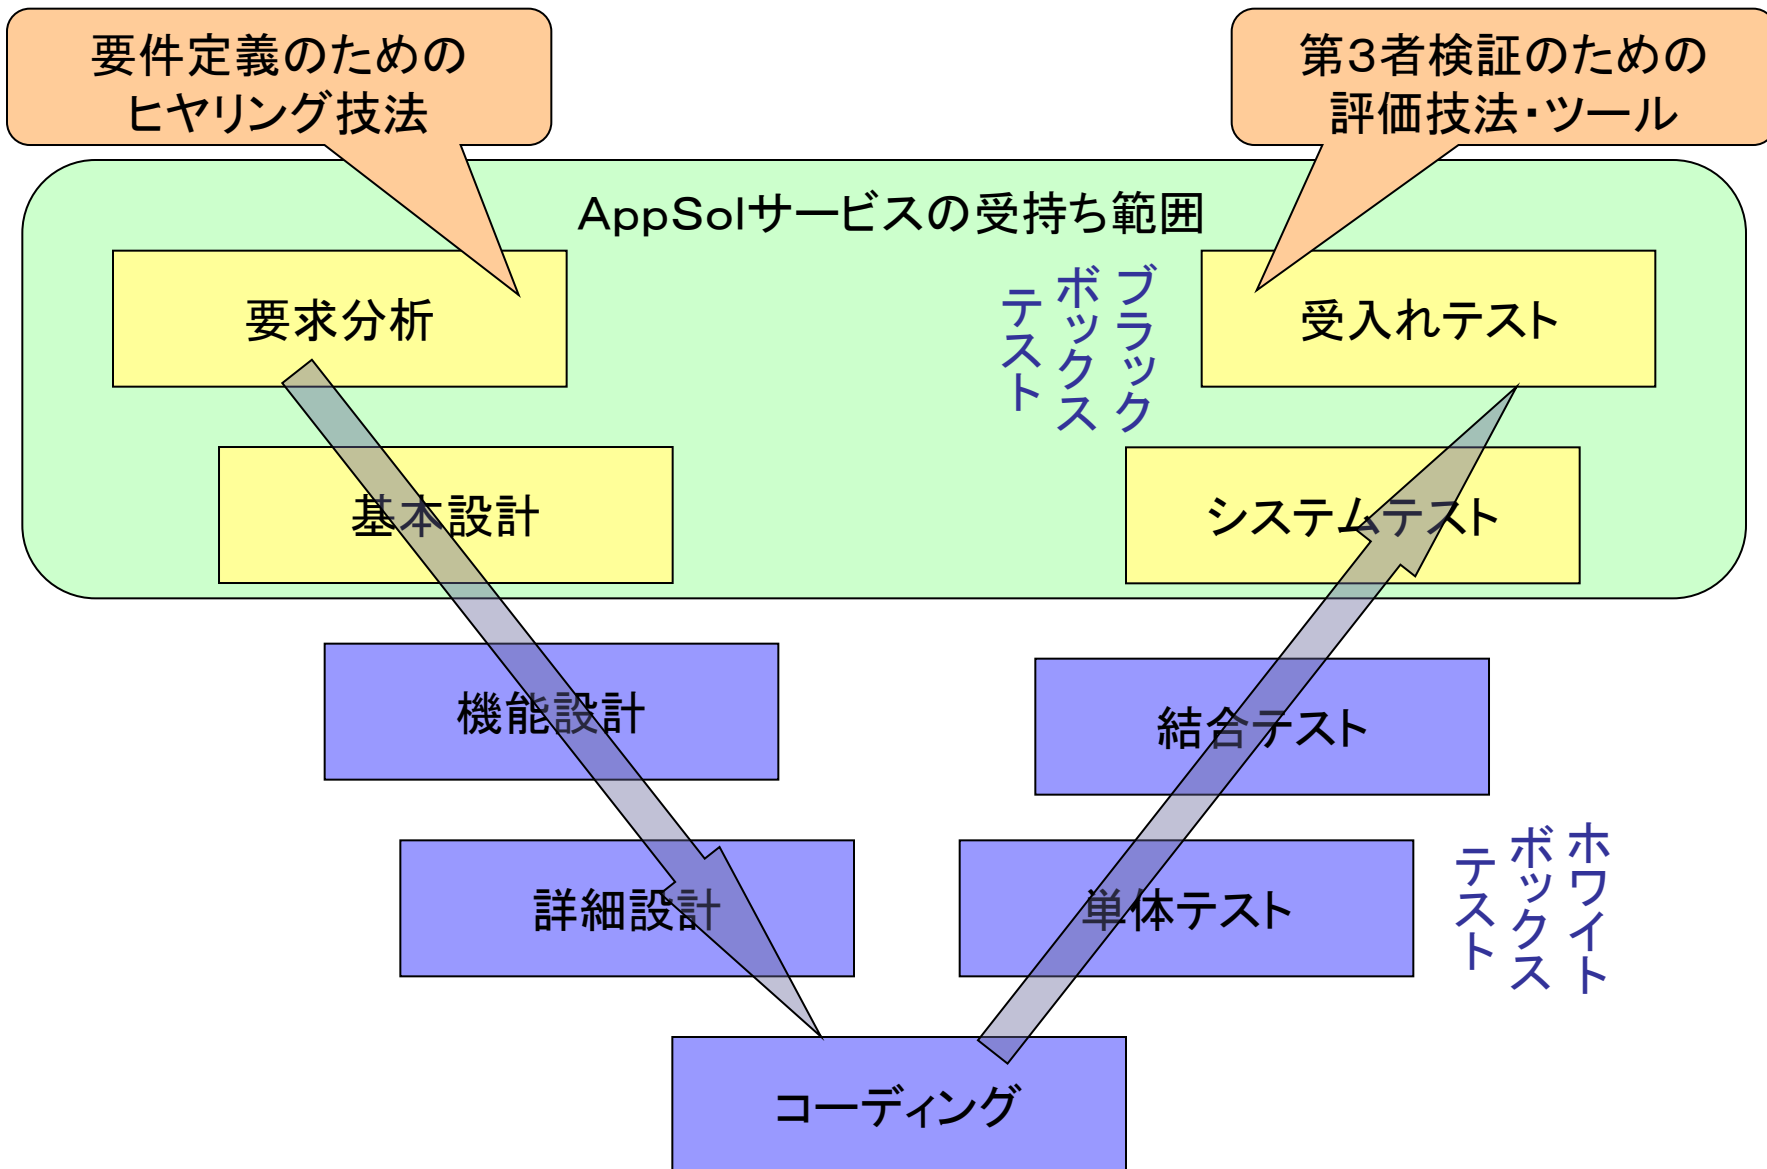 要件定義のための
ヒヤリング技法
第3者検証のための
評価技法・ツール
AppSolサービスの受持ち範囲
要求分析
ブラック
ボックス
テスト
受入れテスト
基本設計
システムテスト
機能設計
結合テスト
詳細設計
単体テスト
ホワイト
ボックス
テスト
コーディング